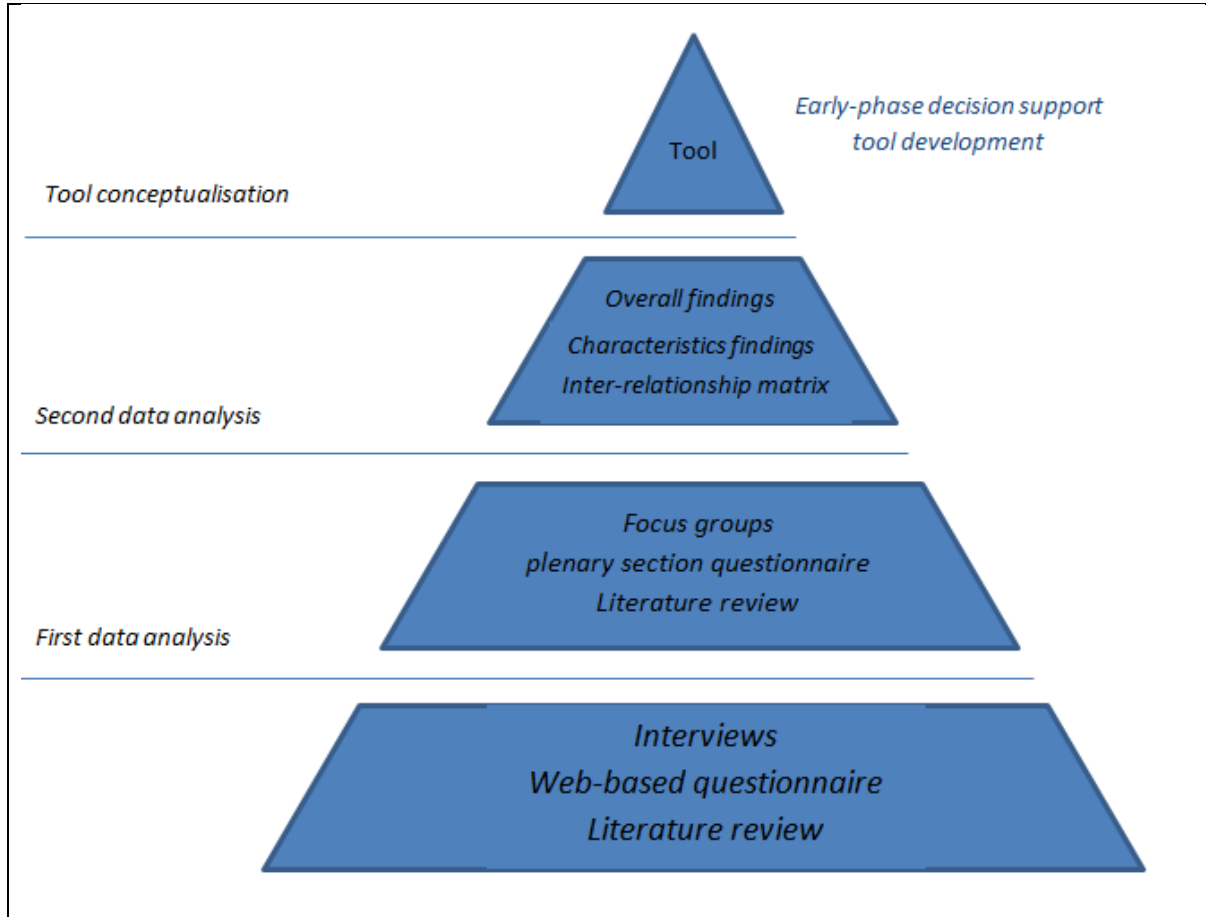 Early-phase decision support
tool development
Tool
Tool conceptualisation
Overall findings
Characteristics findings
Inter-relationship matrix
Second data analysis
Focus groups
plenary section questionnaire
Literature review
First data analysis
Interviews
Web-based questionnaire
Literature review